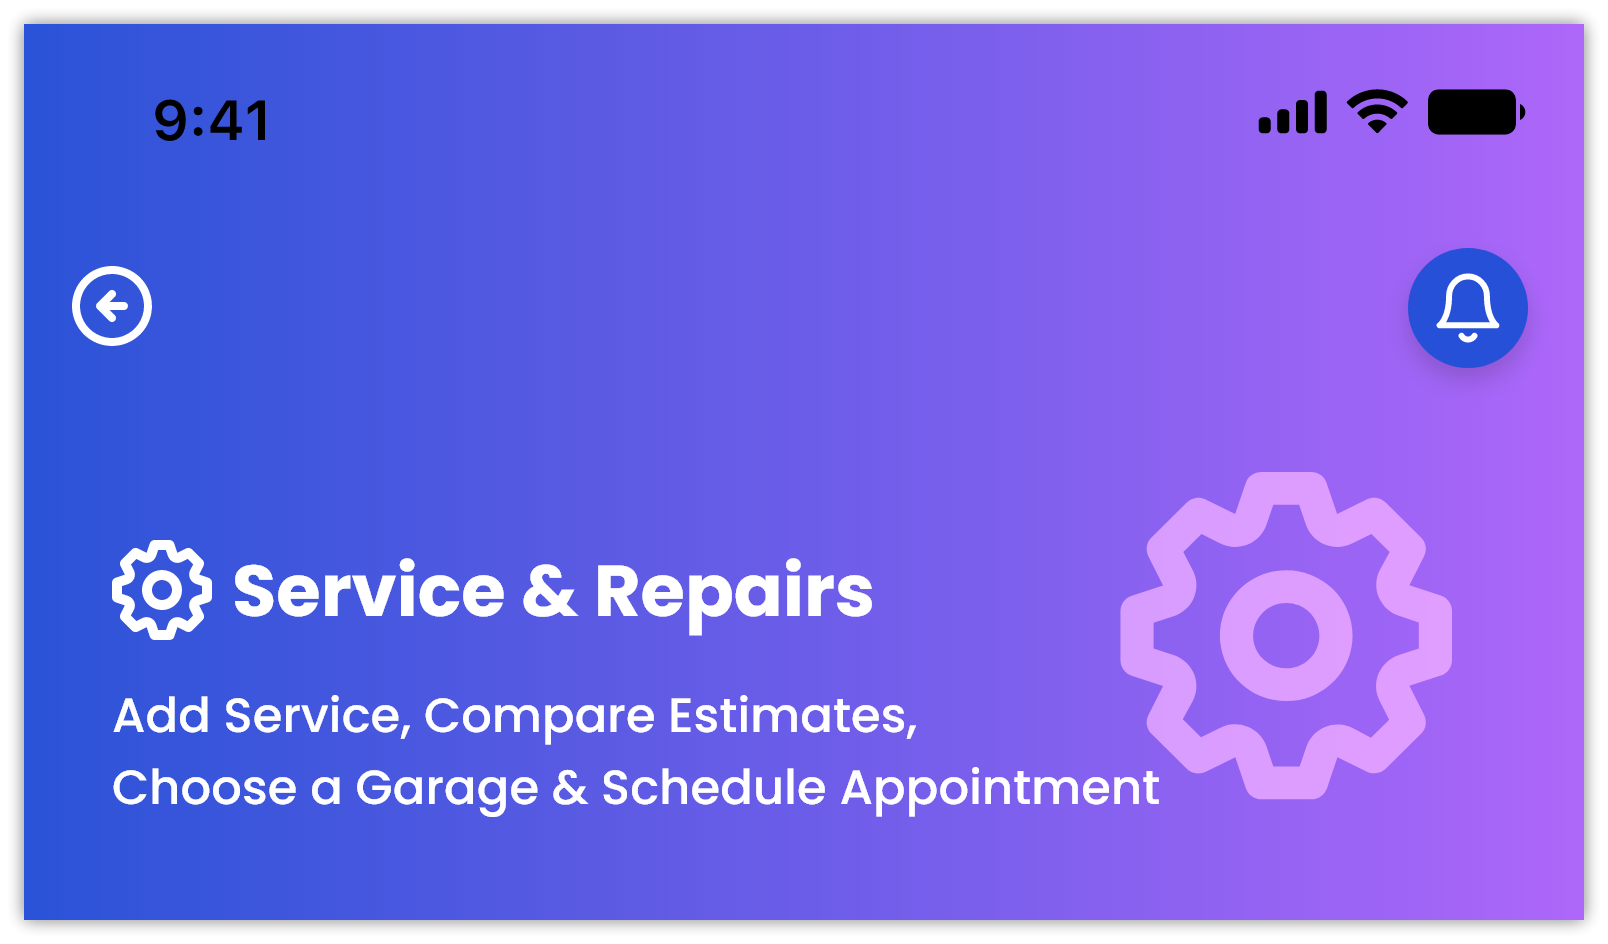 9:41
Service & Repairs
Add Service, Compare Estimates,
Choose a Garage & Schedule Appointment